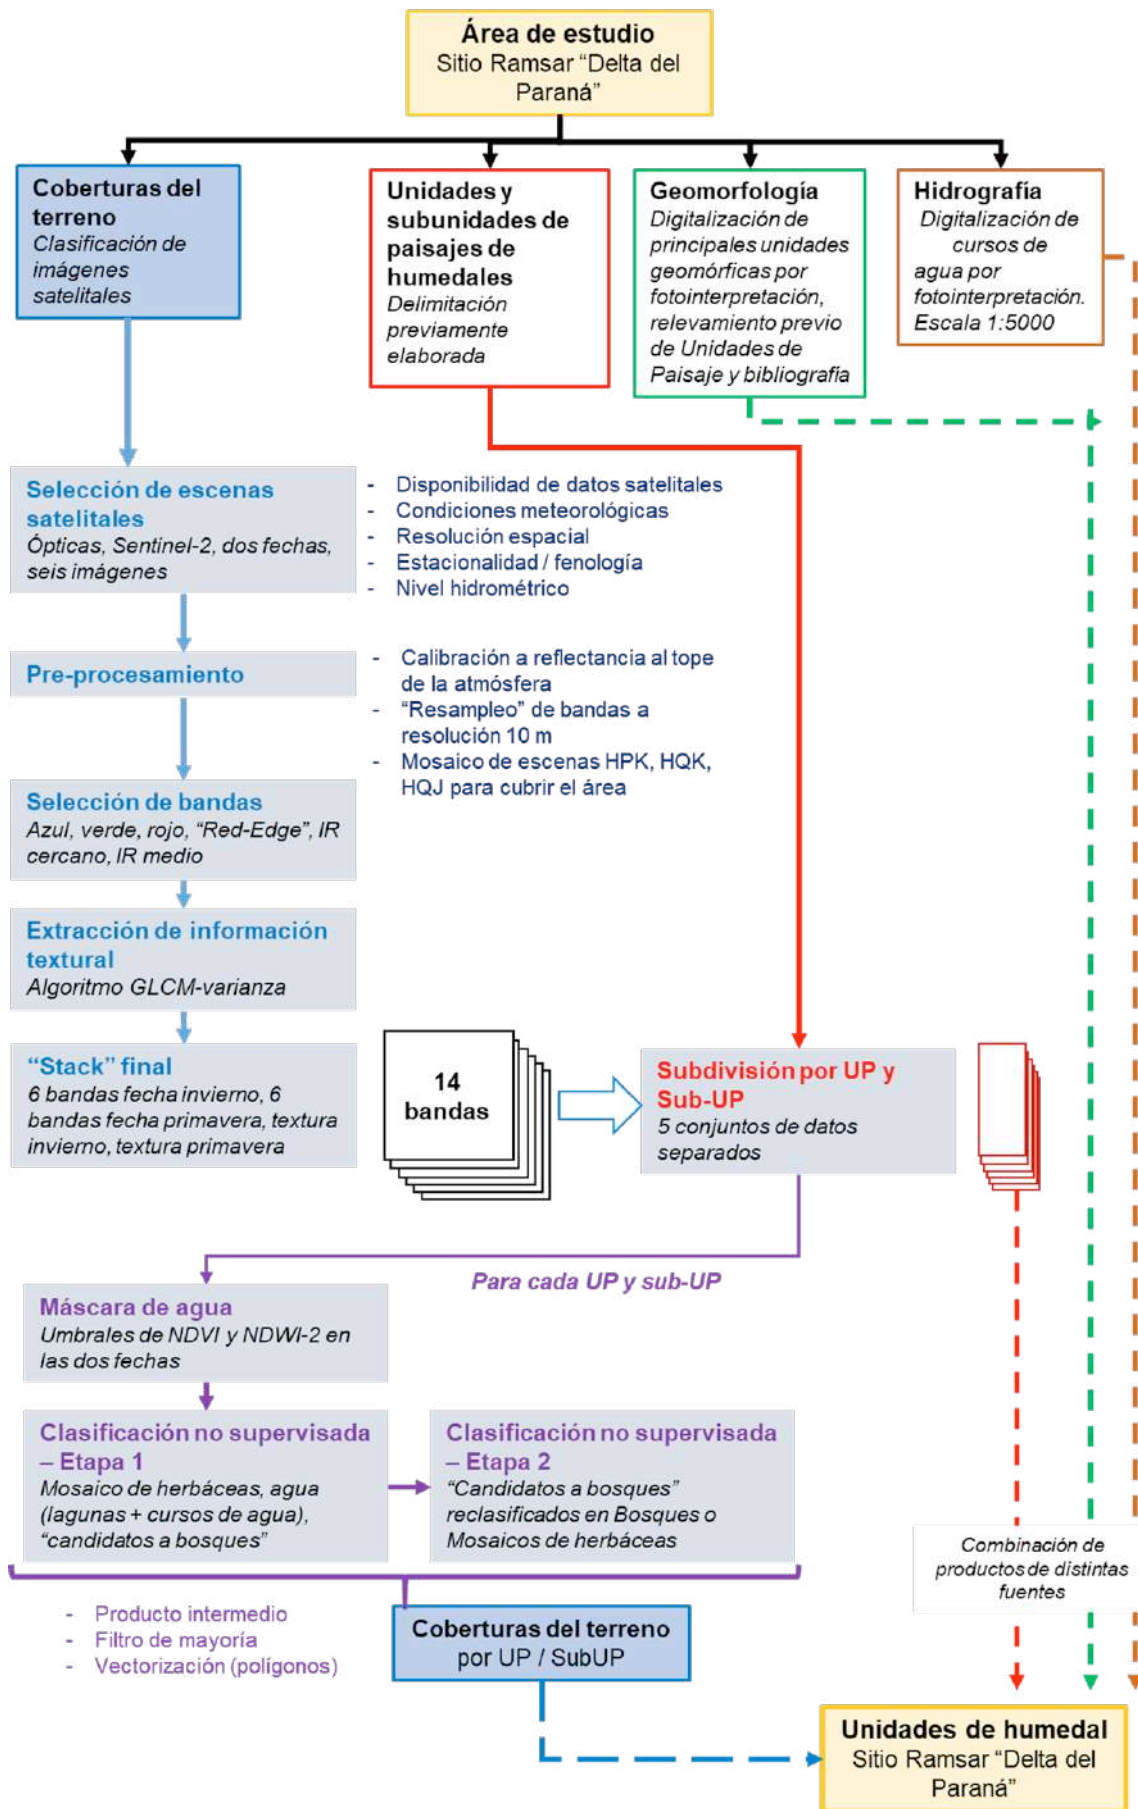 Área de estudio
Sitio Ramsar “Delta del
Paraná”
Coberturas del
terreno
Clasificación de
imágenes
satelitales
Unidades y
subunidades de
paisajes de
humedales
Delimitación
previamente
elaborada
Geomorfología
Digitalización de
principales unidades
geomórficas por
fotointerpretación,
relevamiento previo
de Unidades de
Paisaje y bibliografía
Hidrografía
Digitalización de
cursos de
agua por
fotointerpretación.
Escala 1:5000
Selección de escenas
satelitales
Ópticas, Sentinel-2, dos fechas,
seis imágenes
- Disponibilidad de datos satelitales
- Condiciones meteorológicas
- Resolución espacial
- Estacionalidad / fenología
- Nivel hidrométrico
Pre-procesamiento
- Calibración a reflectancia al tope
de la atmósfera
- “Resampleo” de bandas a
resolución 10 m
- Mosaico de escenas HPK, HQK,
HQJ para cubrir el área
Selección de bandas
Azul, verde, rojo, “Red-Edge”, IR
cercano, IR medio
Extracción de información
textural
Algoritmo GLCM-varianza
“Stack” final
6 bandas fecha invierno, 6
bandas fecha primavera, textura
invierno, textura primavera
14
bandas
Subdivisión por UP y
Sub-UP
5 conjuntos de datos
separados
Para cada UP y sub-UP
Máscara de agua
Umbrales de NDVI y NDWI-2 en
las dos fechas
Clasificación no supervisada
– Etapa 1
Mosaico de herbáceas, agua
(lagunas + cursos de agua),
“candidatos a bosques”
Clasificación no supervisada
– Etapa 2
“Candidatos a bosques”
reclasificados en Bosques o
Mosaicos de herbáceas
Combinación de
productos de distintas
fuentes
- Producto intermedio
- Filtro de mayoría
- Vectorización (polígonos)
Coberturas del terreno
por UP / SubUP
Unidades de humedal
Sitio Ramsar “Delta del
Paraná”